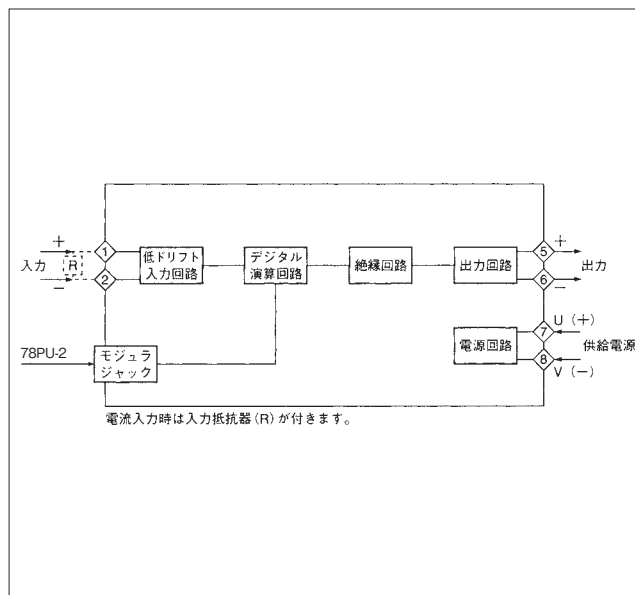 +
入力
R
−
1
2
低ドリフト
入力回路
デジタル
演算回路
絶縁回路
出力回路
5
6
+
出力
−
78PU-2
モジュラ
ジャック
電源回路
7
8
U (+)
供給電源
V (−)
電流入力時は入力抵抗器(R)が付きます。